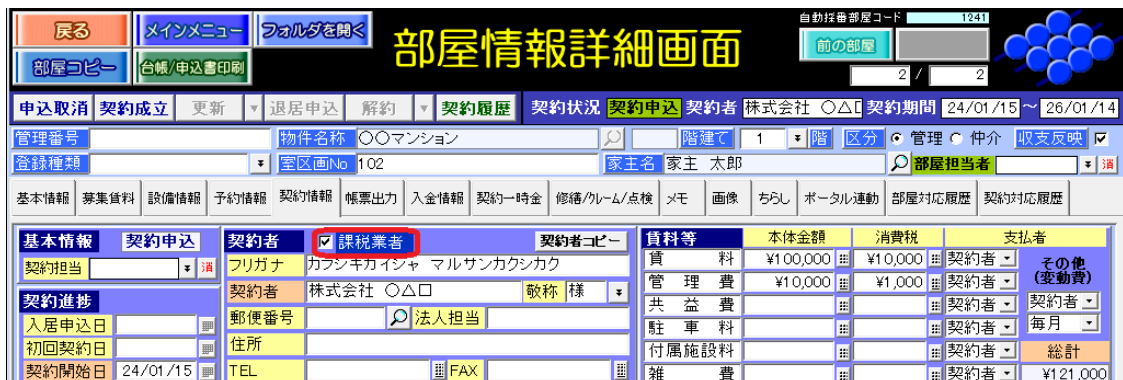 戻る メインメニュー フォルダを開く 部屋情報詳細画面 自動採番部屋コード 1241
前の部屋
部屋コピー 台帳/申込書印刷 2 / 2
申込取消 契約成立 更新 退居申込 解約 契約履歴 契約状況 契約申込 契約者 株式会社 〇△□ 契約期間 24/01/15 ~ 26/01/14
管理番号 物件名称 〇〇マンション 階建て 1 階 区分 管理 仲介 収支反映
登録種類 室区画No 102 家主名 家主 太郎 部屋担当者 消
基本情報 募集賃料 設備情報 予約情報 契約情報 帳票出力 入金情報 契約一時金 修繕/クレーム/点検 メモ 画像 ちらし ポータル連動 部屋対応履歴 契約対応履歴
基本情報 契約申込 契約者 課税業者 契約者コピー 賃料等 本体金額 消費税 支払者
契約担当 消 フリガナ カブシキカイシャ マルサンカクシカク 賃料 ¥100,000 ¥10,000 契約者 その他
(変動費)
契約進捗 契約者 株式会社 〇△□ 敬称 様 管理費 ¥10,000 ¥1,000 契約者
共益費 契約者 契約者
入居申込日 郵便番号 法人担当 駐車料 契約者 毎月
初回契約日 住所 付属施設料 契約者 総計
契約開始日 24/01/15 TEL FAX 雑費 契約者 ¥121,000